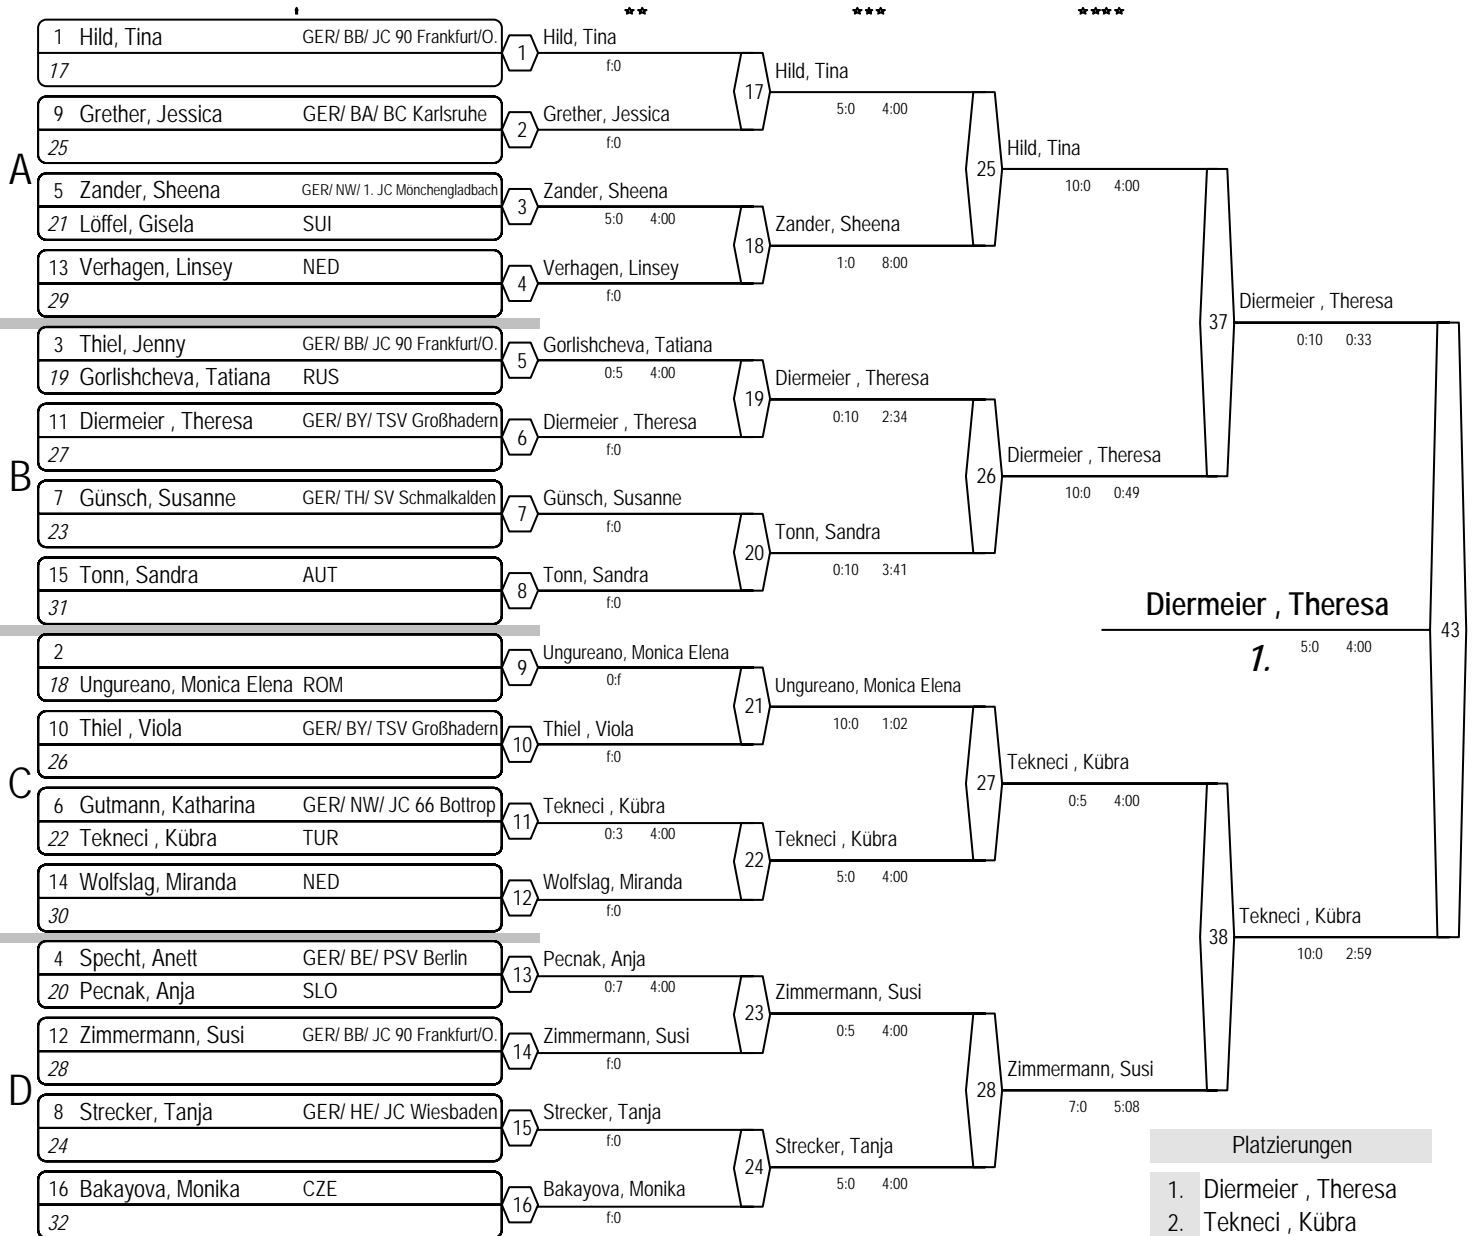 1 Hild, Tina GER/ BB/ JC 90 Frankfurt/O.
17
1
Hild, Tina
f:0
9 Grether, Jessica GER/ BA/ BC Karlsruhe
25
2
Grether, Jessica
f:0
17
Hild, Tina
5:0 4:00
A
5 Zander, Sheena GER/ NW/ 1. JC Mönchengladbach
21 Löffel, Gisela SUI
3
Zander, Sheena
5:0 4:00
13 Verhagen, Linsey NED
29
4
Verhagen, Linsey
f:0
18
Zander, Sheena
1:0 8:00
25
Hild, Tina
10:0 4:00
3 Thiel, Jenny GER/ BB/ JC 90 Frankfurt/O.
19 Gorlishcheva, Tatiana RUS
5
Gorlishcheva, Tatiana
0:5 4:00
11 Diermeier , Theresa GER/ BY/ TSV Großhadern
27
6
Diermeier , Theresa
f:0
19
Diermeier , Theresa
0:10 2:34
B
7 Günsch, Susanne GER/ TH/ SV Schmalkalden
23
7
Günsch, Susanne
f:0
15 Tonn, Sandra AUT
31
8
Tonn, Sandra
f:0
20
Tonn, Sandra
0:10 3:41
26
Diermeier , Theresa
10:0 0:49
37
Diermeier , Theresa
0:10 0:33
2
18 Ungureano, Monica Elena ROM
9
Ungureano, Monica Elena
0:f
10 Thiel , Viola GER/ BY/ TSV Großhadern
26
10
Thiel , Viola
f:0
21
Ungureano, Monica Elena
10:0 1:02
C
6 Gutmann, Katharina GER/ NW/ JC 66 Bottrop
22 Tekneci , Kübra TUR
11
Tekneci , Kübra
0:3 4:00
14 Wolfslag, Miranda NED
30
12
Wolfslag, Miranda
f:0
22
Tekneci , Kübra
5:0 4:00
27
Tekneci , Kübra
0:5 4:00
4 Specht, Anett GER/ BE/ PSV Berlin
20 Pecnak, Anja SLO
13
Pecnak, Anja
0:7 4:00
12 Zimmermann, Susi GER/ BB/ JC 90 Frankfurt/O.
28
14
Zimmermann, Susi
f:0
23
Zimmermann, Susi
0:5 4:00
D
8 Strecker, Tanja GER/ HE/ JC Wiesbaden
24
15
Strecker, Tanja
f:0
16 Bakayova, Monika CZE
32
16
Bakayova, Monika
f:0
24
Strecker, Tanja
5:0 4:00
28
Zimmermann, Susi
7:0 5:08
38
Tekneci , Kübra
10:0 2:59
43
Diermeier , Theresa
1. 5:0 4:00
Platzierungen
1. Diermeier , Theresa
2. Tekneci , Kübra